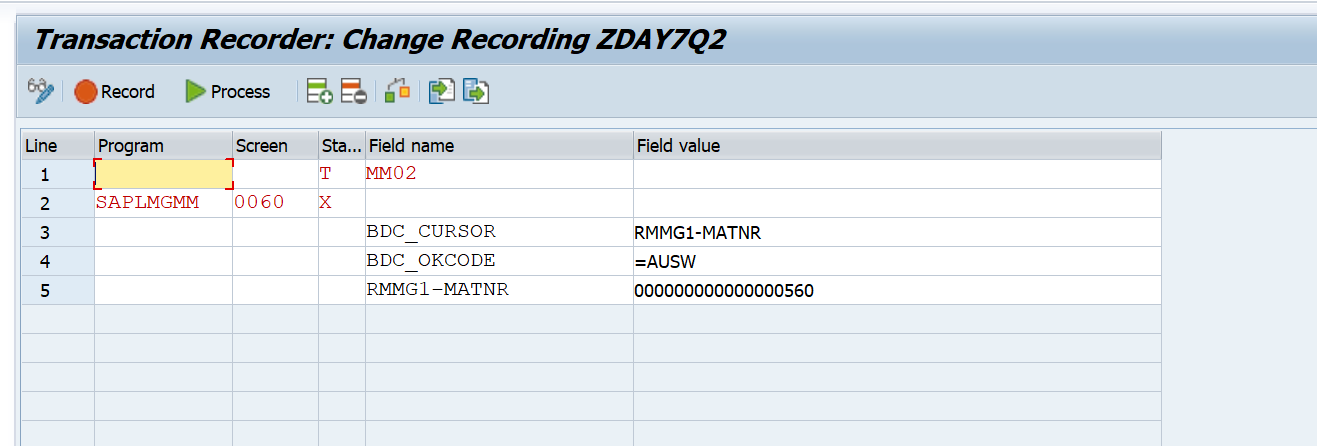 Transaction Recorder: Change Recording ZDAY7Q2
Record Process
Line Program Screen Sta... Field name Field value
1 T MM02
2 SAPLMGMM 0060 X
3 BDC_CURSOR RMMG1-MATNR
4 BDC_OKCODE =AUSW
5 RMMG1-MATNR 000000000000000560